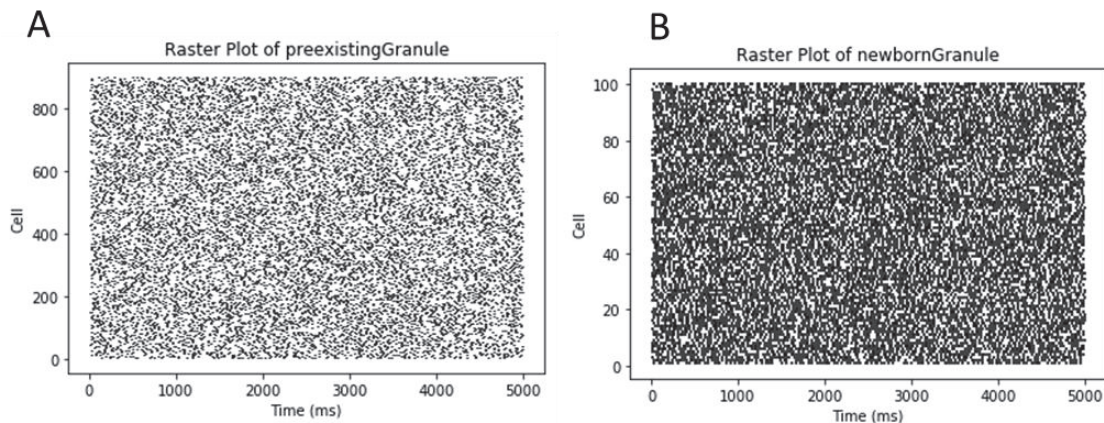 A
Raster Plot of preexistingGranule
800
600
400
200
0
Cell
0 1000 2000 3000 4000 5000
Time (ms)
B
Raster Plot of newbornGranule
100
80
60
40
20
0
Cell
0 1000 2000 3000 4000 5000
Time (ms)